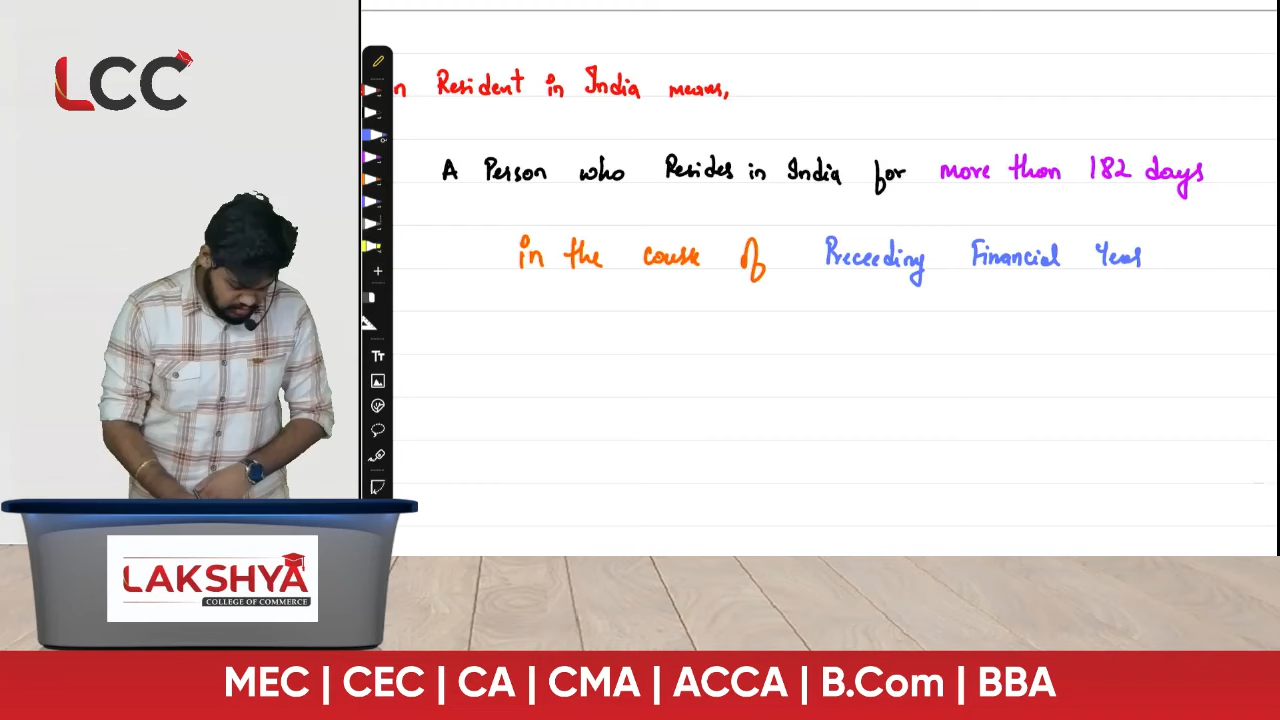 LCC
n Resident in India means,
A Person who Resides in India for more than 182 days
in the course of Preceeding Financial Year
TT
LAKSHYA
COLLEGE OF COMMERCE
MEC | CEC | CA | CMA | ACCA | B.Com | BBA